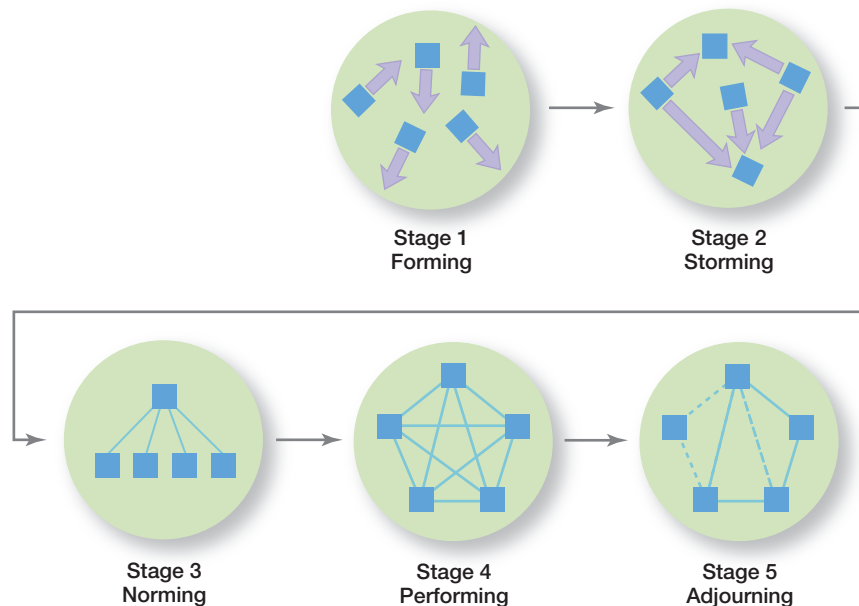 Stage 1
Forming
Stage 2
Storming
Stage 3
Norming
Stage 4
Performing
Stage 5
Adjourning